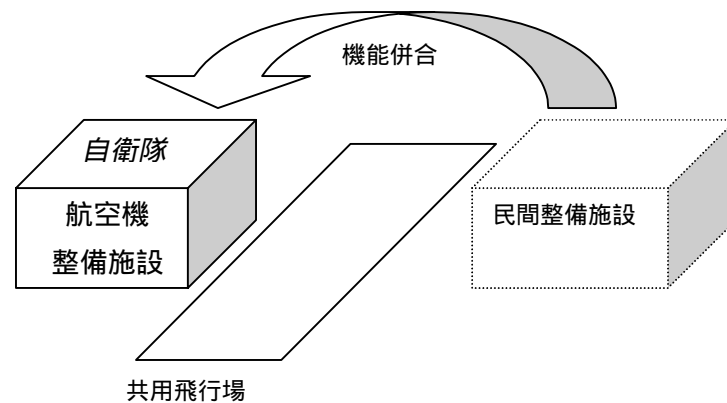 機能併合
自衛隊
航空機
整備施設
民間整備施設
共用飛行場